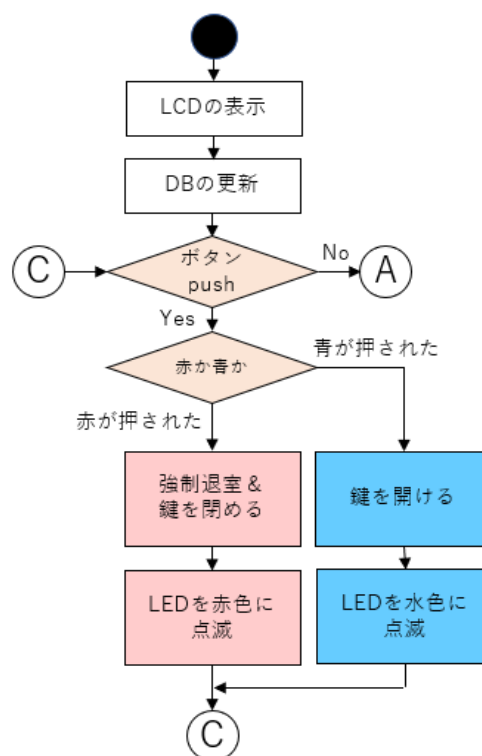 LCDの表示
DBの更新
C
ボタン
push
No
A
Yes
赤か青か
青が押された
赤が押された
強制退室＆
鍵を閉める
鍵を開ける
LEDを赤色に
点滅
LEDを水色に
点滅
C